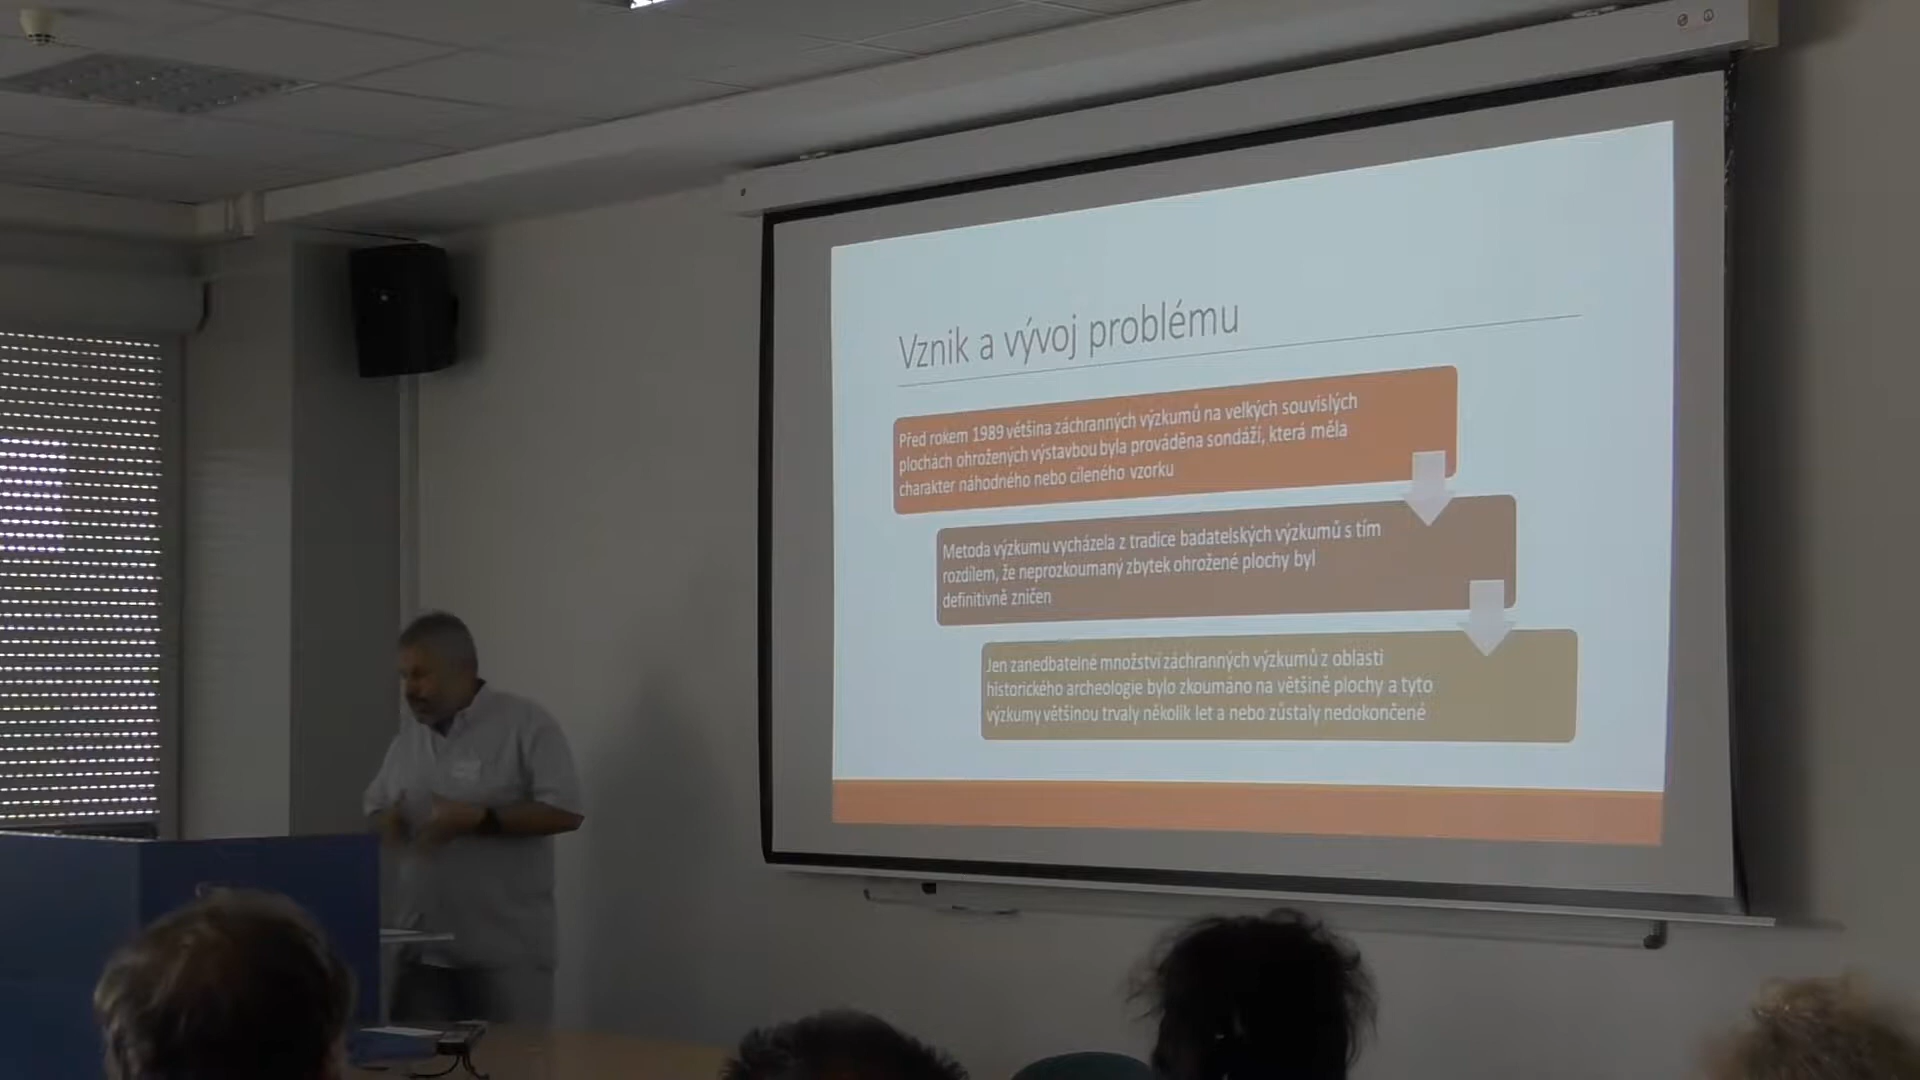 Vznik a vývoj problému
Před rokem 1989 většina záchranných výzkumů na velkých souvislých
plochách ohrožených výstavbou byla prováděna sondáží, která měla
charakter náhodného nebo cíleného vzorku
Metoda výzkumu vycházela z tradice badatelských výzkumů s tím
rozdílem, že neprozkoumaný zbytek ohrožené plochy byl
definitivně zničen
Jen zanedbatelné množství záchranných výzkumů z oblasti
historického archeologie bylo zkoumáno na většině plochy a tyto
výzkumy většinou trvaly několik let a nebo zůstaly nedokončené